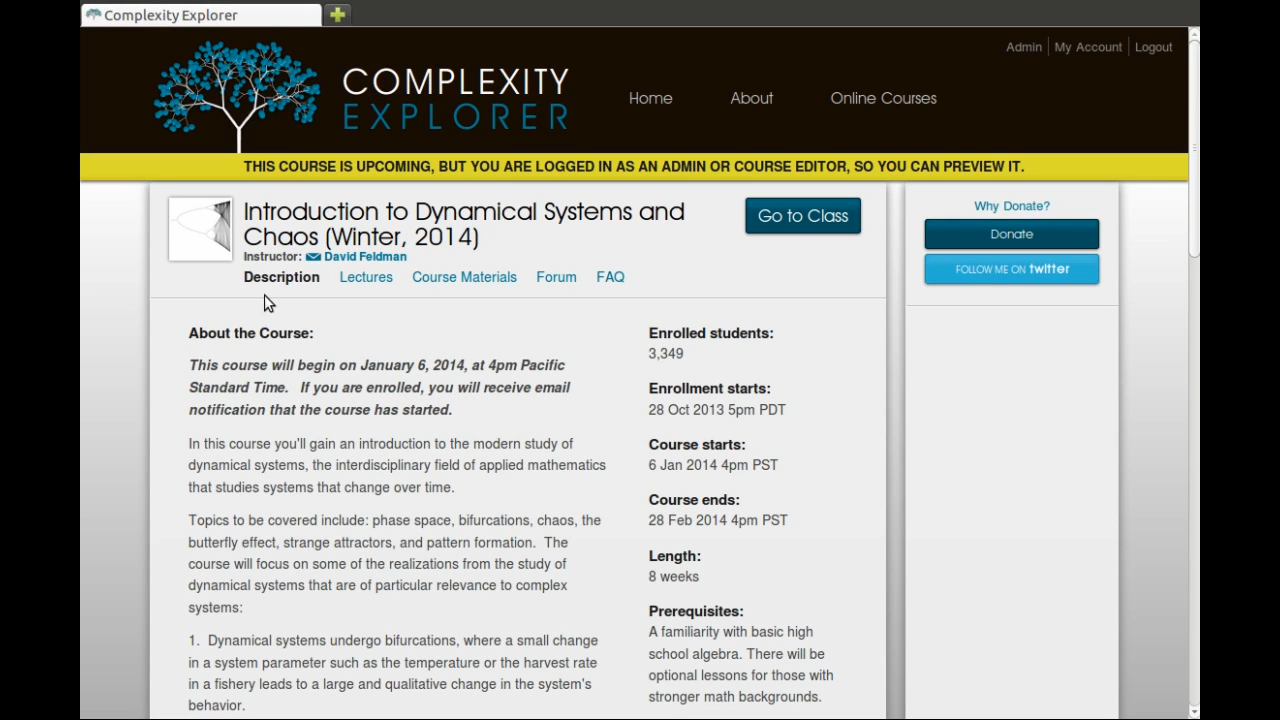 Complexity Explorer
Admin My Account Logout
COMPLEXITY
EXPLORER
Home About Online Courses
THIS COURSE IS UPCOMING, BUT YOU ARE LOGGED IN AS AN ADMIN OR COURSE EDITOR, SO YOU CAN PREVIEW IT.
Introduction to Dynamical Systems and
Chaos (Winter, 2014)
Instructor: David Feldman
Go to Class
Description Lectures Course Materials Forum FAQ
Why Donate?
Donate
FOLLOW ME ON twitter
About the Course:
This course will begin on January 6, 2014, at 4pm Pacific
Standard Time. If you are enrolled, you will receive email
notification that the course has started.
In this course you'll gain an introduction to the modern study of
dynamical systems, the interdisciplinary field of applied mathematics
that studies systems that change over time.
Topics to be covered include: phase space, bifurcations, chaos, the
butterfly effect, strange attractors, and pattern formation. The
course will focus on some of the realizations from the study of
dynamical systems that are of particular relevance to complex
systems:
1. Dynamical systems undergo bifurcations, where a small change
in a system parameter such as the temperature or the harvest rate
in a fishery leads to a large and qualitative change in the system's
behavior.
Enrolled students:
3,349
Enrollment starts:
28 Oct 2013 5pm PDT
Course starts:
6 Jan 2014 4pm PST
Course ends:
28 Feb 2014 4pm PST
Length:
8 weeks
Prerequisites:
A familiarity with basic high
school algebra. There will be
optional lessons for those with
stronger math backgrounds.